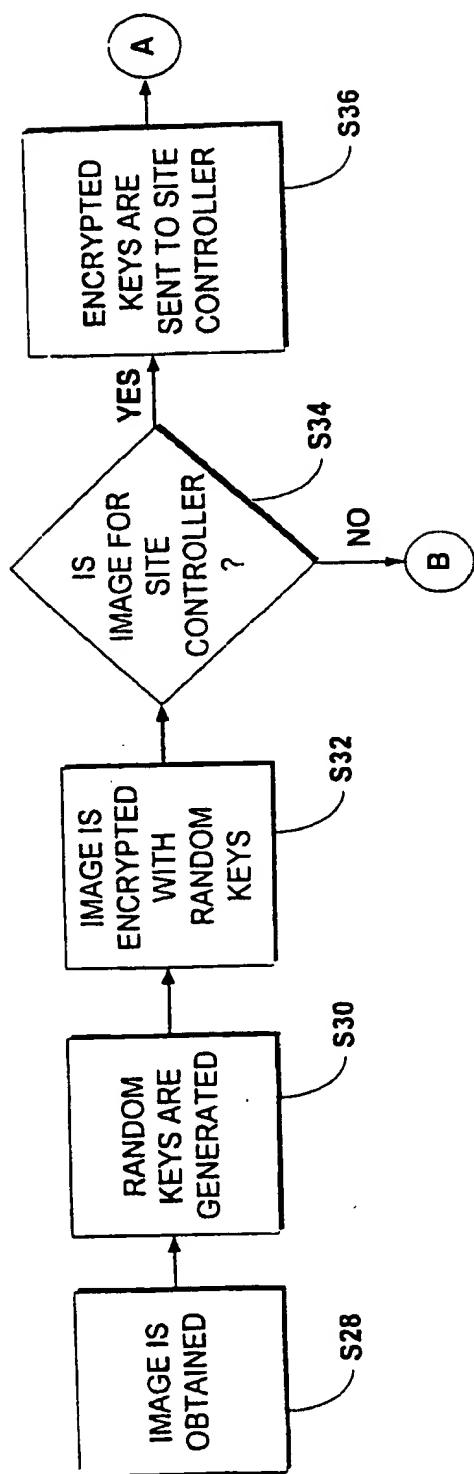 IMAGE IS
OBTAINED
S28
RANDOM
KEYS ARE
GENERATED
S30
IMAGE IS
ENCRYPTED
WITH
RANDOM
KEYS
S32
IS
IMAGE FOR
SITE
CONTROLLER
?
S34
YES
NO
B
ENCRYPTED
KEYS ARE
SENT TO SITE
CONTROLLER
S36
A